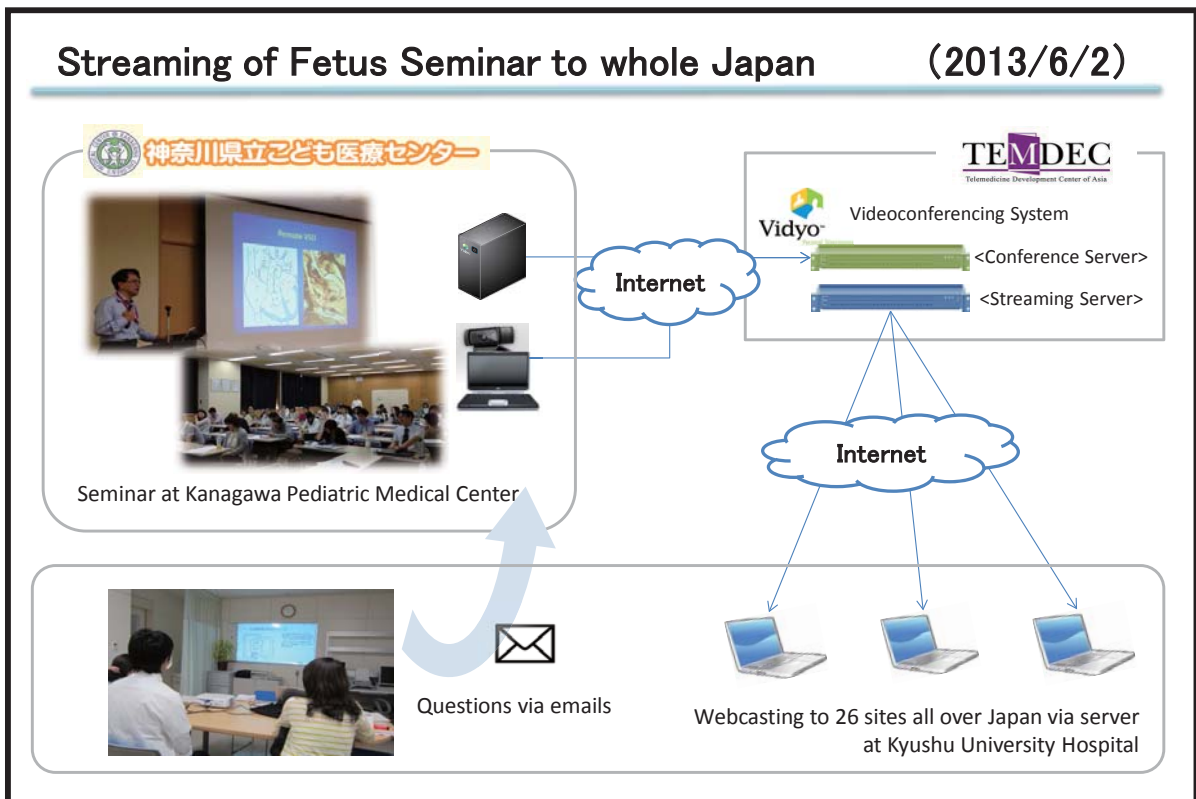 Streaming of Fetus Seminar to whole Japan (2013/6/2)
神奈川県立こども医療センター
Remote VSD
Seminar at Kanagawa Pediatric Medical Center
Internet
TEMDEC
Telemedicine Development Center of Asia
Vidyo
Videoconferencing System
<Conference Server>
<Streaming Server>
Internet
Questions via emails
Webcasting to 26 sites all over Japan via server
at Kyushu University Hospital